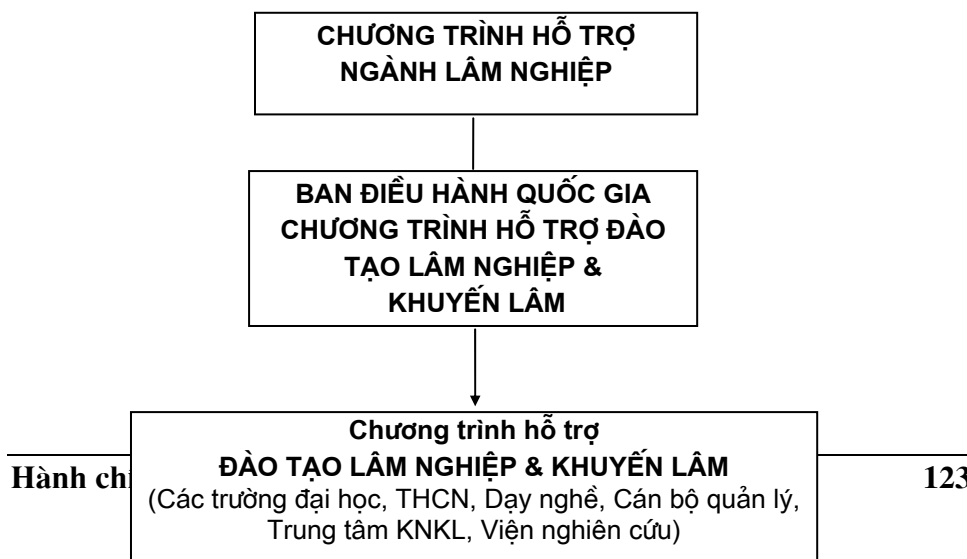 CHƯƠNG TRÌNH HỖ TRỢ
NGÀNH LÂM NGHIỆP
BAN ĐIỀU HÀNH QUỐC GIA
CHƯƠNG TRÌNH HỖ TRỢ ĐÀO
TẠO LÂM NGHIỆP &
KHUYẾN LÂM
Chương trình hỗ trợ
ĐÀO TẠO LÂM NGHIỆP & KHUYẾN LÂM
(Các trường đại học, THCN, Dạy nghề, Cán bộ quản lý,
Trung tâm KNKL, Viện nghiên cứu)
Hành
123